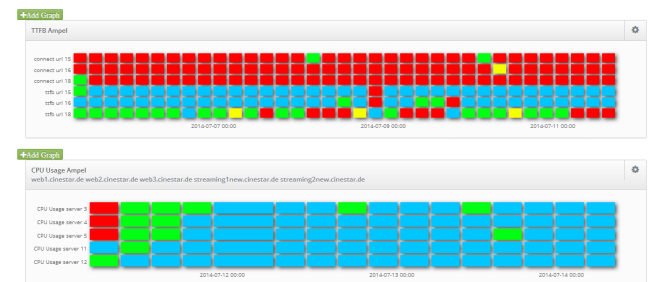 +Add Graph
TTFB Ampel
connect url 15
connect url 16
connect url 18
ttfb url 15
ttfb url 16
ttfb url 18
2014-07-07 00:00 2014-07-09 00:00 2014-07-11 00:00
+Add Graph
CPU Usage Ampel
web1.cinestar.de web2.cinestar.de web3.cinestar.de streaming1new.cinestar.de streaming2new.cinestar.de
CPU Usage server 3
CPU Usage server 4
CPU Usage server 5
CPU Usage server 11
CPU Usage server 12
2014-07-12 00:00 2014-07-13 00:00 2014-07-14 00:00